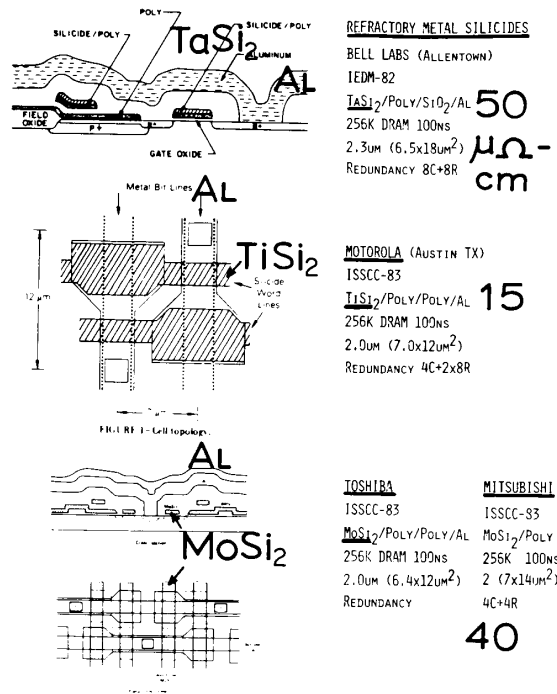 SILICIDE/POLY
POLY
SILICIDE/POLY
TaSi2
ALUMINUM
AL
FIELD OXIDE
P+
GATE OXIDE
REFRACTORY METAL SILICIDES
BELL LABS (ALLENTOWN)
IEDM-82
TaSi2/POLY/SiO2/AL 50
256K DRAM 100NS
2.3UM (6.5x18UM2) μΩ-
REDUNDANCY 8C+8R cm
Metal Bit Lines
AL
TiSi2
Silicide
Word
Lines
12 μm
7 μm
FIGURE 1-Cell topology.
MOTOROLA (AUSTIN TX)
ISSCC-83
TiSi2/POLY/POLY/AL 15
256K DRAM 100NS
2.0UM (7.0x12UM2)
REDUNDANCY 4C+2x8R
AL
MoSi2
TOSHIBA
ISSCC-83
MoSi2/POLY/POLY/AL
256K DRAM 100NS
2.0UM (6.4x12UM2)
REDUNDANCY
MITSUBISHI
ISSCC-83
MoSi2/POLY
256K 100NS
2 (7x14UM2)
4C+4R
40